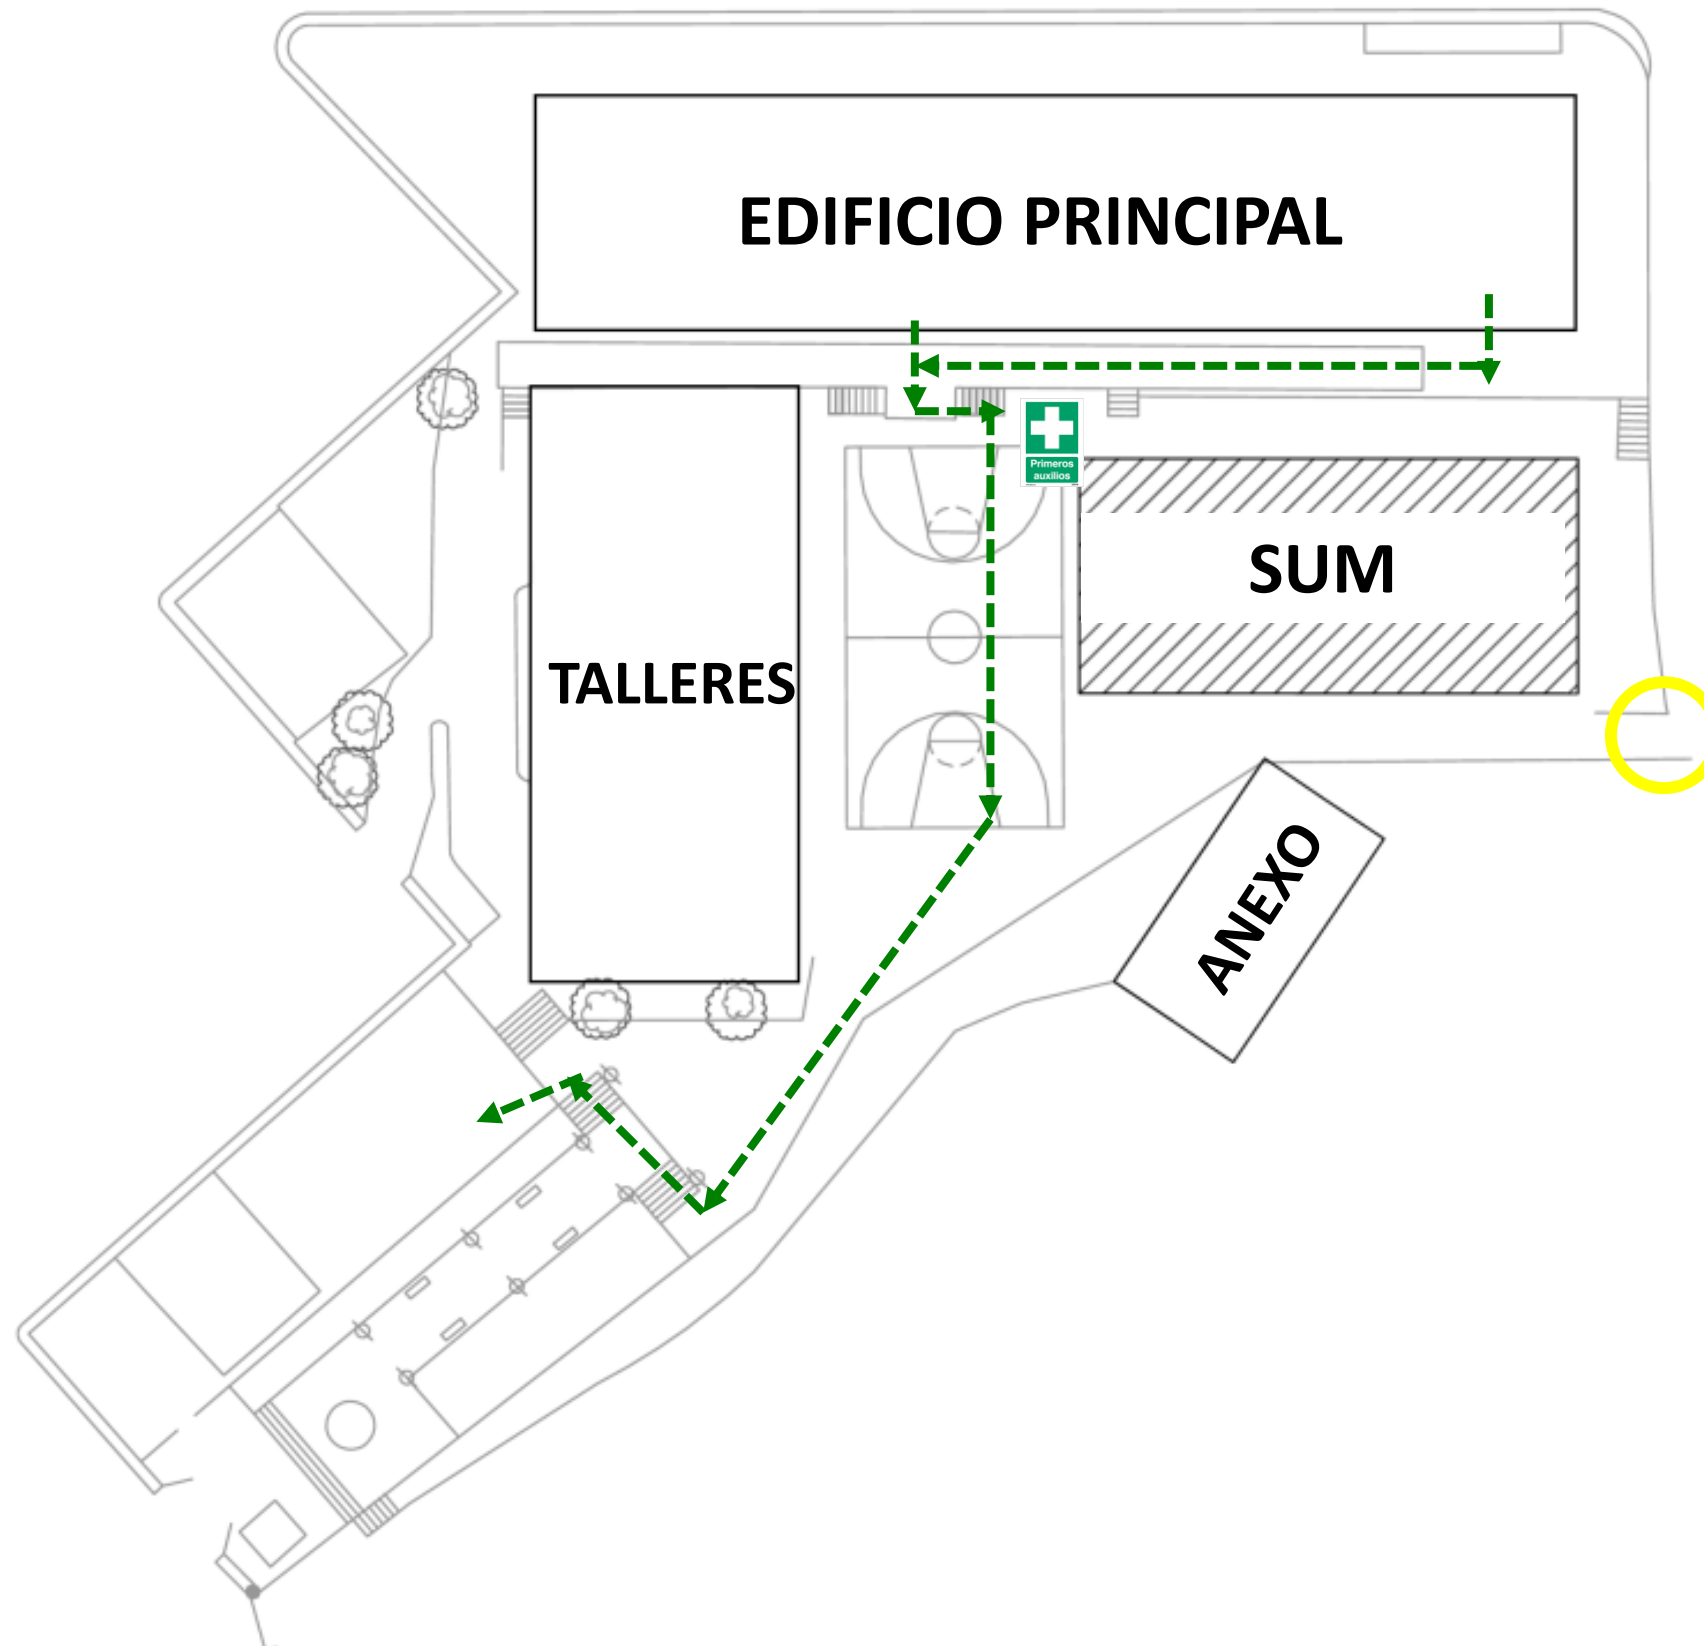 EDIFICIO PRINCIPAL
Primeros
auxilios
SUM
TALLERES
ANEXO